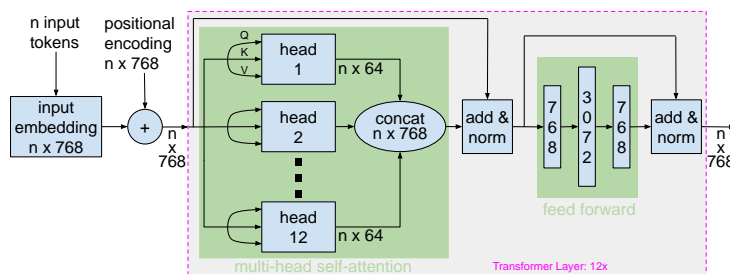 n input
tokens
positional
encoding
n x 768
input
embedding
n x 768
+
n
x
768
Q
K
V
head
1
n x 64
head
2
head
12
n x 64
concat
n x 768
multi-head self-attention
add &
norm
7
6
8
3
0
7
2
7
6
8
feed forward
add &
norm
n
x
768
Transformer Layer: 12x